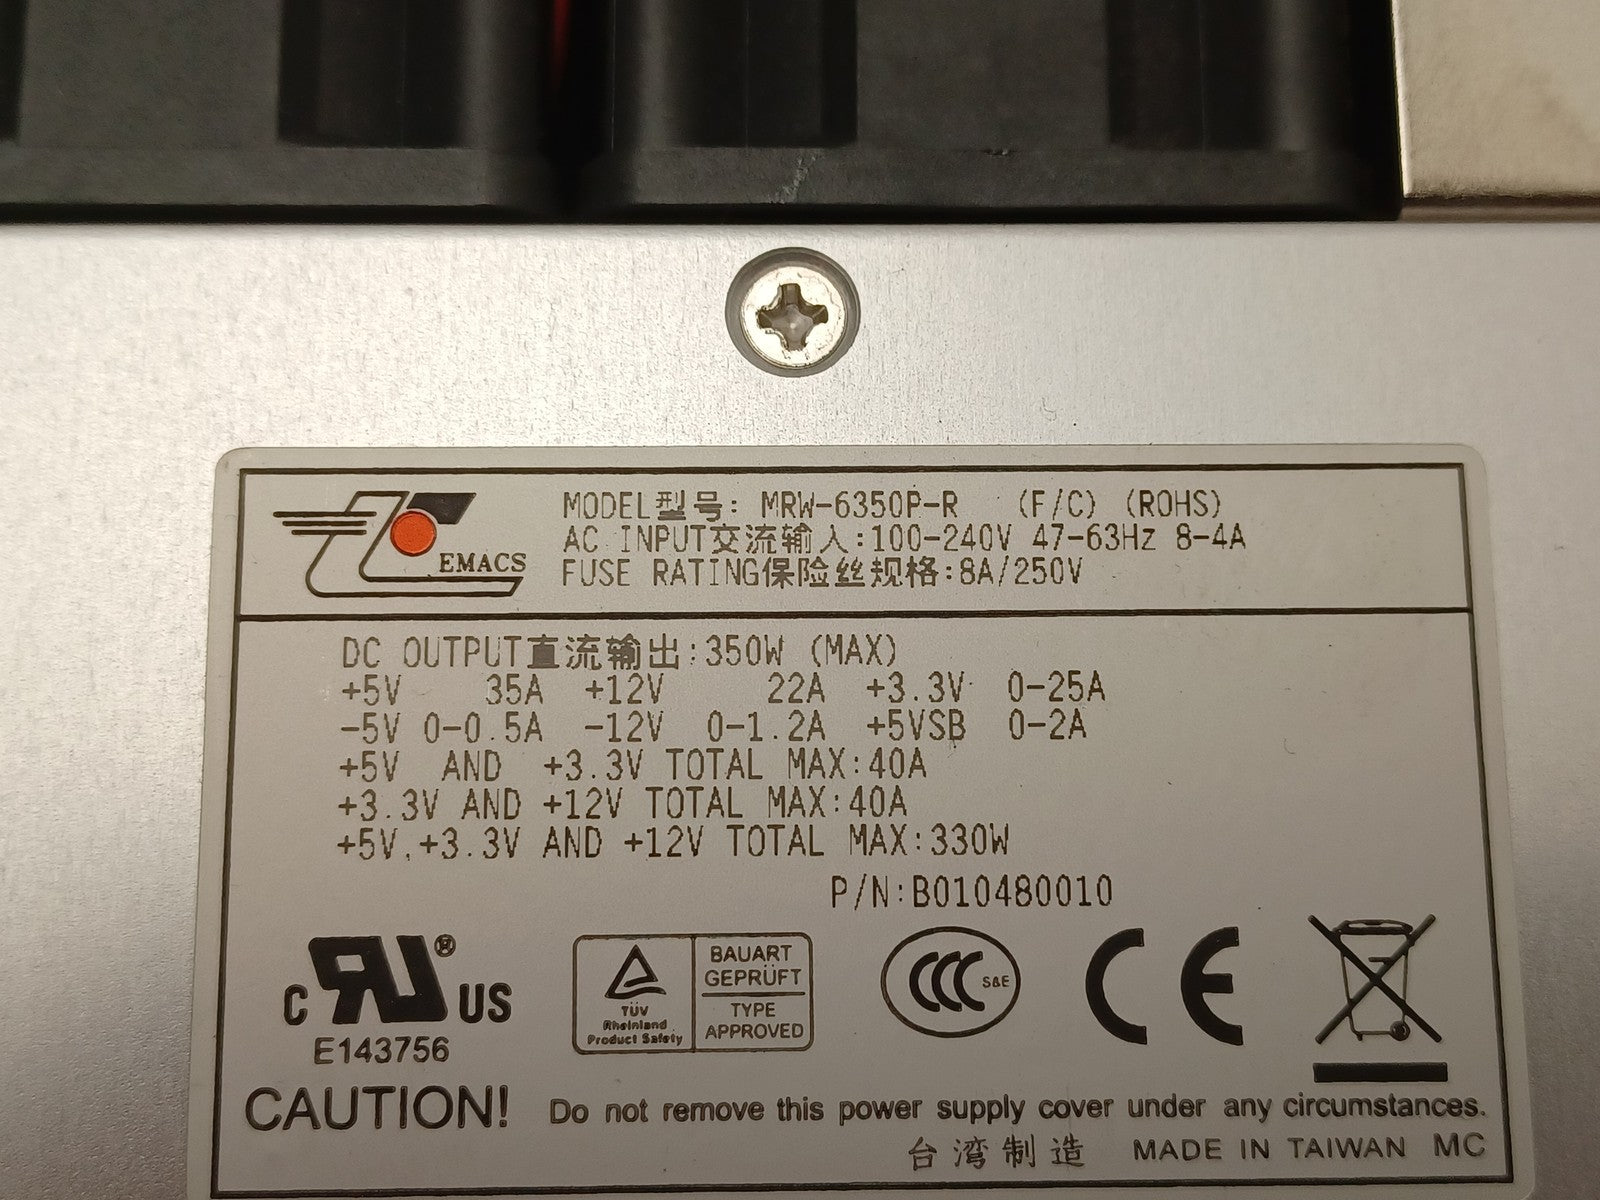 EMACS
MODEL型号: MRW-6350P-R (F/C) (ROHS)
AC INPUT交流输入:100-240V 47-63Hz 8-4A
FUSE RATING保险丝规格:8A/250V
DC OUTPUT直流输出:350W (MAX)
+5V 35A +12V 22A +3.3V 0-25A
-5V 0-0.5A -12V 0-1.2A +5VSB 0-2A
+5V AND +3.3V TOTAL MAX:40A
+3.3V AND +12V TOTAL MAX:40A
+5V,+3.3V AND +12V TOTAL MAX:330W
P/N:B010480010
C RU ® US
E143756
TÜV
Rheinland
Product Safety
BAUART
GEPRÜFT
TYPE
APPROVED
CCC S&E
CE
CAUTION! Do not remove this power supply cover under any circumstances.
台湾制造 MADE IN TAIWAN MC